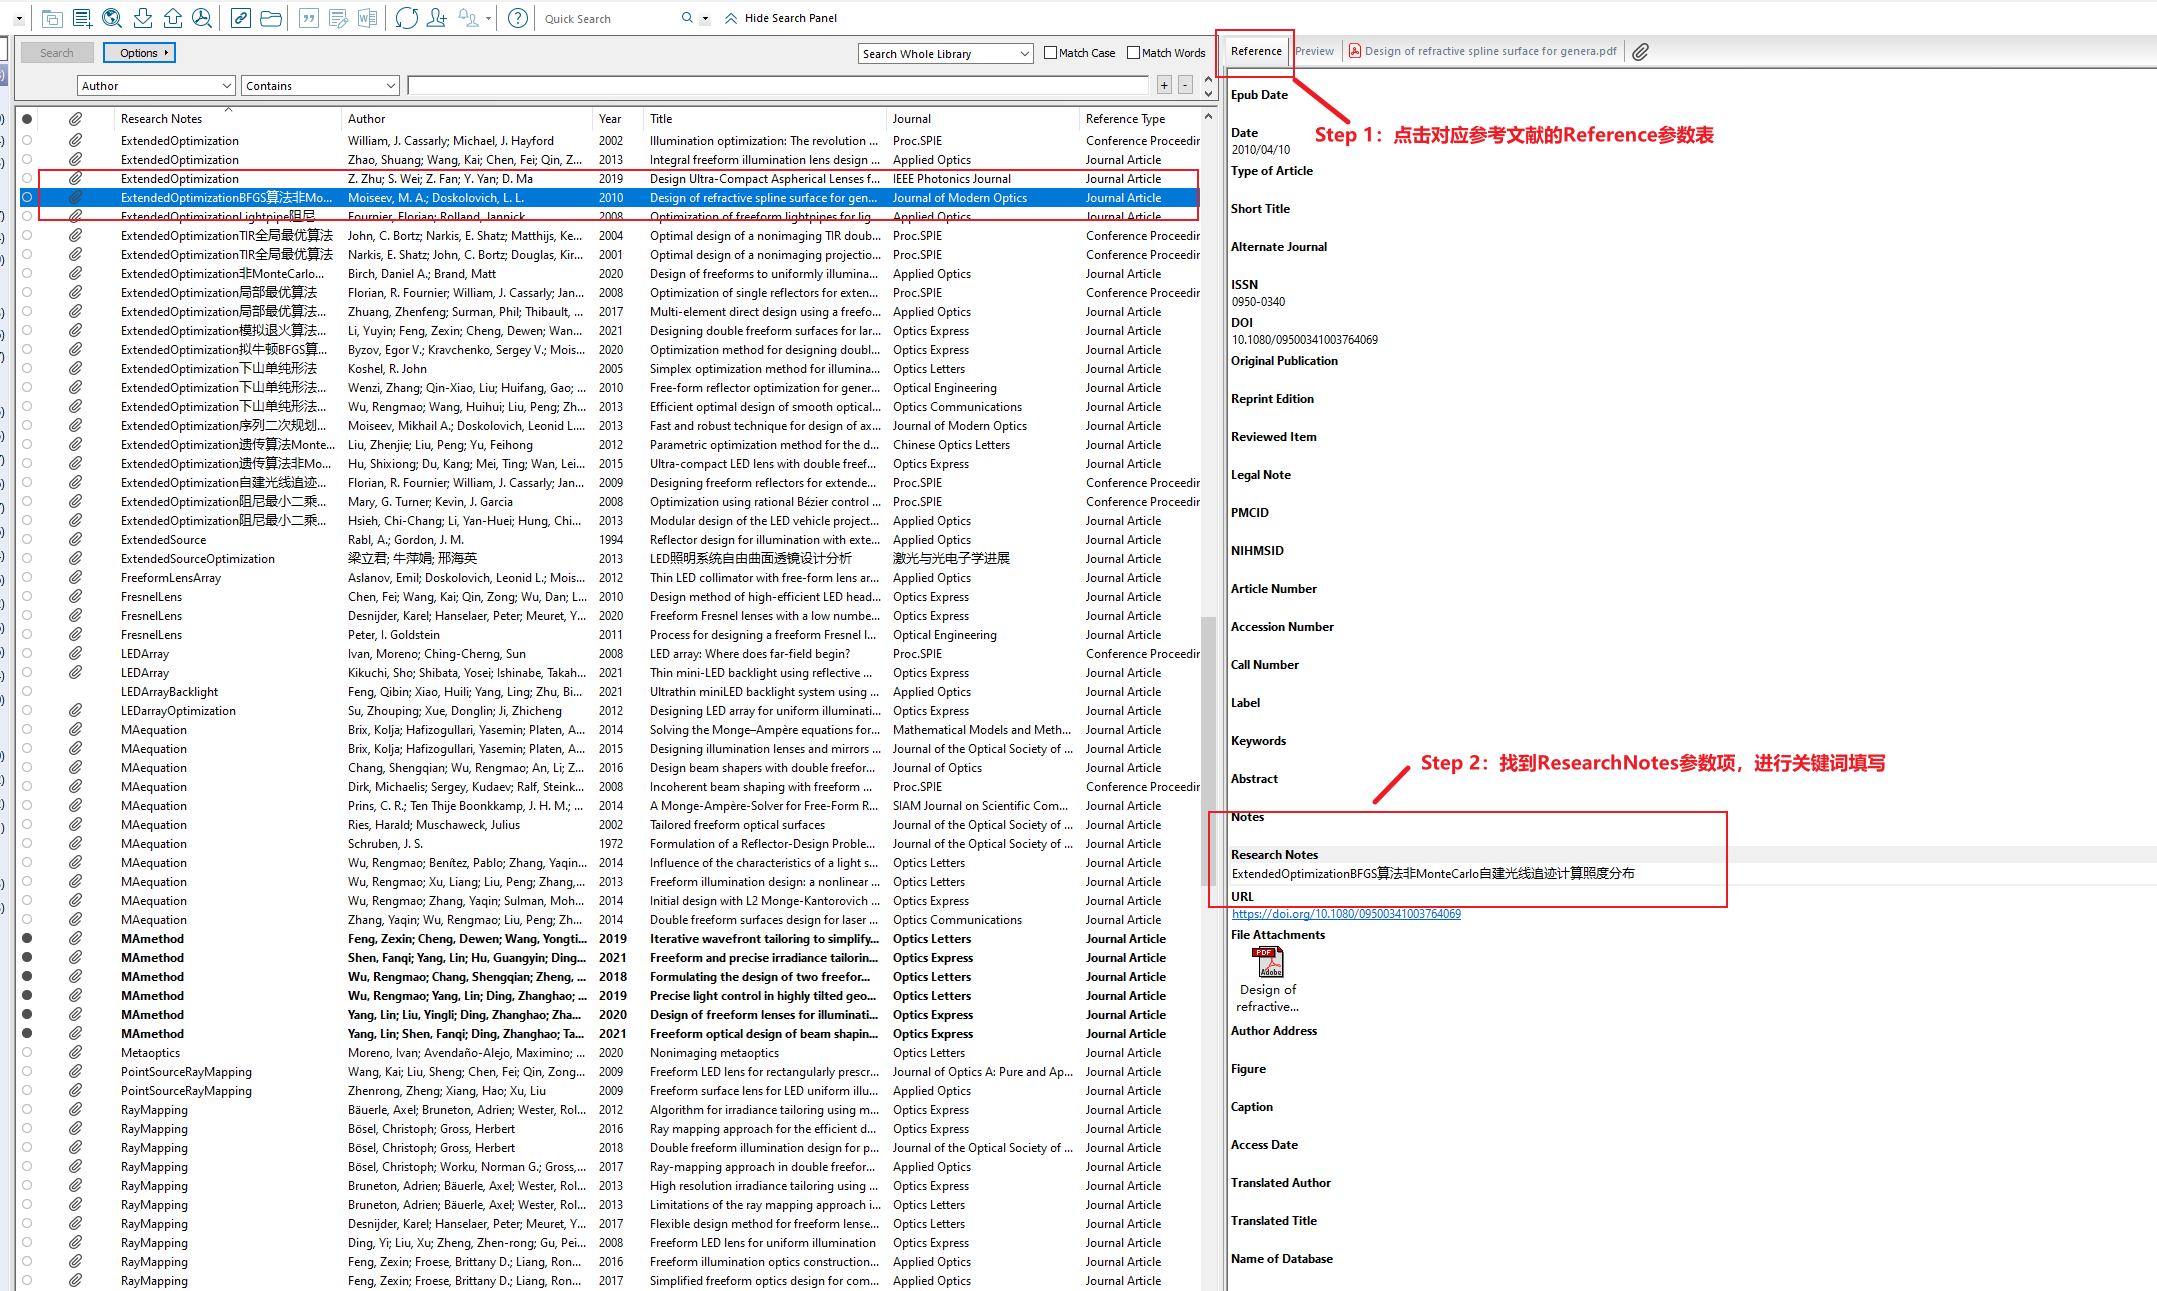 Quick Search
Hide Search Panel
Search
Options
Search Whole Library
Match Case
Match Words
Author
Contains
+
-
Research Notes Author Year Title Journal Reference Type
ExtendedOptimization William, J. Cassarly; Michael, J. Hayford 2002 Illumination optimization: The revolution ... Proc.SPIE Conference Proceedir
ExtendedOptimization Zhao, Shuang; Wang, Kai; Chen, Fei; Qin, Z... 2013 Integral freeform illumination lens design ... Applied Optics Journal Article
ExtendedOptimization Z. Zhu; S. Wei; Z. Fan; Y. Yan; D. Ma 2019 Design Ultra-Compact Aspherical Lenses f... IEEE Photonics Journal Journal Article
ExtendedOptimizationBFGS算法非Mo... Moiseev, M. A.; Doskolovich, L. L. 2010 Design of refractive spline surface for gen... Journal of Modern Optics Journal Article
ExtendedOptimizationLightpipe阻尼 Fournier, Florian; Rolland, Jannick 2008 Optimization of freeform lightpipes for lig... Applied Optics Journal Article
ExtendedOptimizationTIR全局最优算法 John, C. Bortz; Narkis, E. Shatz; Matthijs, Ke... 2004 Optimal design of a nonimaging TIR doub... Proc.SPIE Conference Proceedir
ExtendedOptimizationTIR全局最优算法 Narkis, E. Shatz; John, C. Bortz; Douglas, Kir... 2001 Optimal design of a nonimaging projectio... Proc.SPIE Conference Proceedir
ExtendedOptimization非MonteCarlo... Birch, Daniel A.; Brand, Matt 2020 Design of freeforms to uniformly illumina... Applied Optics Journal Article
ExtendedOptimization局部最优算法 Florian, R. Fournier; William, J. Cassarly; Jan... 2008 Optimization of single reflectors for exten... Proc.SPIE Conference Proceedir
ExtendedOptimization局部最优算法 Zhuang, Zhenfeng; Surman, Phil; Thibault, ... 2017 Multi-element direct design using a freefo... Applied Optics Journal Article
ExtendedOptimization模拟退火算法... Li, Yuyin; Feng, Zexin; Cheng, Dewen; Wan... 2021 Designing double freeform surfaces for lar... Optics Express Journal Article
ExtendedOptimization拟牛顿BFGS算... Byzov, Egor V.; Kravchenko, Sergey V.; Mois... 2020 Optimization method for designing doubl... Optics Express Journal Article
ExtendedOptimization下山单纯形法 Koshel, R. John 2005 Simplex optimization method for illumina... Optics Letters Journal Article
ExtendedOptimization下山单纯形法... Wenzi, Zhang; Qin-Xiao, Liu; Huifang, Gao; ... 2010 Free-form reflector optimization for gener... Optical Engineering Journal Article
ExtendedOptimization下山单纯形法... Wu, Rengmao; Wang, Huihui; Liu, Peng; Zh... 2013 Efficient optimal design of smooth optical... Optics Communications Journal Article
ExtendedOptimization序列二次规划... Moiseev, Mikhail A.; Doskolovich, Leonid L.... 2013 Fast and robust technique for design of ax... Journal of Modern Optics Journal Article
ExtendedOptimization遗传算法Monte... Liu, Zhenjie; Liu, Peng; Yu, Feihong 2012 Parametric optimization method for the d... Chinese Optics Letters Journal Article
ExtendedOptimization遗传算法非Mo... Hu, Shixiong; Du, Kang; Mei, Ting; Wan, Lei... 2015 Ultra-compact LED lens with double freef... Optics Express Journal Article
ExtendedOptimization自建光线追迹... Florian, R. Fournier; William, J. Cassarly; Jan... 2009 Designing freeform reflectors for extende... Proc.SPIE Conference Proceedir
ExtendedOptimization阻尼最小二乘... Mary, G. Turner; Kevin, J. Garcia 2008 Optimization using rational Bézier control ... Proc.SPIE Conference Proceedir
ExtendedOptimization阻尼最小二乘... Hsieh, Chi-Chang; Li, Yan-Huei; Hung, Chi... 2013 Modular design of the LED vehicle project... Applied Optics Journal Article
ExtendedSource Rabl, A.; Gordon, J. M. 1994 Reflector design for illumination with exte... Applied Optics Journal Article
ExtendedSourceOptimization 梁立君; 牛萍娟; 邢海英 2013 LED照明系统自由曲面透镜设计分析 激光与光电子学进展 Journal Article
FreeformLensArray Aslanov, Emil; Doskolovich, Leonid L.; Mois... 2012 Thin LED collimator with free-form lens ar... Applied Optics Journal Article
FresnelLens Chen, Fei; Wang, Kai; Qin, Zong; Wu, Dan; L... 2010 Design method of high-efficient LED head... Optics Express Journal Article
FresnelLens Desnijder, Karel; Hanselaer, Peter; Meuret, Y... 2020 Freeform Fresnel lenses with a low numbe... Optics Express Journal Article
FresnelLens Peter, I. Goldstein 2011 Process for designing a freeform Fresnel l... Optical Engineering Journal Article
LEDArray Ivan, Moreno; Ching-Cherng, Sun 2008 LED array: Where does far-field begin? Proc.SPIE Conference Proceedir
LEDArray Kikuchi, Sho; Shibata, Yosei; Ishinabe, Takah... 2021 Thin mini-LED backlight using reflective ... Optics Express Journal Article
LEDArrayBacklight Feng, Qibin; Xiao, Huili; Yang, Ling; Zhu, Bi... 2021 Ultrathin miniLED backlight system using ... Applied Optics Journal Article
LEDarrayOptimization Su, Zhouping; Xue, Donglin; Ji, Zhicheng 2012 Designing LED array for uniform illuminati... Optics Express Journal Article
MAequation Brix, Kolja; Hafizogullari, Yasemin; Platen, A... 2014 Solving the Monge–Ampère equations for... Mathematical Models and Meth... Journal Article
MAequation Brix, Kolja; Hafizogullari, Yasemin; Platen, A... 2015 Designing illumination lenses and mirrors ... Journal of the Optical Society of ... Journal Article
MAequation Chang, Shengqian; Wu, Rengmao; An, Li; Z... 2016 Design beam shapers with double freefor... Journal of Optics Journal Article
MAequation Dirk, Michaelis; Sergey, Kudaev; Ralf, Steink... 2008 Incoherent beam shaping with freeform ... Proc.SPIE Conference Proceedir
MAequation Prins, C. R.; Ten Thije Boonkkamp, J. H. M.; ... 2014 A Monge-Ampère-Solver for Free-Form R... SIAM Journal on Scientific Com... Journal Article
MAequation Ries, Harald; Muschaweck, Julius 2002 Tailored freeform optical surfaces Journal of the Optical Society of ... Journal Article
MAequation Schruben, J. S. 1972 Formulation of a Reflector-Design Proble... Journal of the Optical Society of ... Journal Article
MAequation Wu, Rengmao; Benítez, Pablo; Zhang, Yaqin... 2014 Influence of the characteristics of a light s... Optics Letters Journal Article
MAequation Wu, Rengmao; Xu, Liang; Liu, Peng; Zhang,... 2013 Freeform illumination design: a nonlinear ... Optics Letters Journal Article
MAequation Wu, Rengmao; Zhang, Yaqin; Sulman, Moh... 2014 Initial design with L2 Monge-Kantorovich ... Optics Express Journal Article
MAequation Zhang, Yaqin; Wu, Rengmao; Liu, Peng; Zh... 2014 Double freeform surfaces design for laser ... Optics Communications Journal Article
MAmethod Feng, Zexin; Cheng, Dewen; Wang, Yongti... 2019 Iterative wavefront tailoring to simplify... Optics Letters Journal Article
MAmethod Shen, Fanqi; Yang, Lin; Hu, Guangyin; Ding... 2021 Freeform and precise irradiance tailorin... Optics Express Journal Article
MAmethod Wu, Rengmao; Chang, Shengqian; Zheng, ... 2018 Formulating the design of two freefor... Optics Letters Journal Article
MAmethod Wu, Rengmao; Yang, Lin; Ding, Zhanghao; ... 2019 Precise light control in highly tilted geo... Optics Letters Journal Article
MAmethod Yang, Lin; Liu, Yingli; Ding, Zhanghao; Zha... 2020 Design of freeform lenses for illuminati... Optics Express Journal Article
MAmethod Yang, Lin; Shen, Fanqi; Ding, Zhanghao; Ta... 2021 Freeform optical design of beam shapin... Optics Express Journal Article
Metaoptics Moreno, Ivan; Avendaño-Alejo, Maximino; ... 2020 Nonimaging metaoptics Optics Letters Journal Article
PointSourceRayMapping Wang, Kai; Liu, Sheng; Chen, Fei; Qin, Zong... 2009 Freeform LED lens for rectangularly prescr... Journal of Optics A: Pure and Ap... Journal Article
PointSourceRayMapping Zhenrong, Zheng; Xiang, Hao; Xu, Liu 2009 Freeform surface lens for LED uniform illu... Applied Optics Journal Article
RayMapping Bäuerle, Axel; Bruneton, Adrien; Wester, Rol... 2012 Algorithm for irradiance tailoring using m... Optics Express Journal Article
RayMapping Bösel, Christoph; Gross, Herbert 2016 Ray mapping approach for the efficient d... Optics Express Journal Article
RayMapping Bösel, Christoph; Gross, Herbert 2018 Double freeform illumination design for p... Journal of the Optical Society of ... Journal Article
RayMapping Bösel, Christoph; Worku, Norman G.; Gross,... 2017 Ray-mapping approach in double freefor... Applied Optics Journal Article
RayMapping Bruneton, Adrien; Bäuerle, Axel; Wester, Rol... 2013 High resolution irradiance tailoring using ... Optics Express Journal Article
RayMapping Bruneton, Adrien; Bäuerle, Axel; Wester, Rol... 2013 Limitations of the ray mapping approach i... Optics Letters Journal Article
RayMapping Desnijder, Karel; Hanselaer, Peter; Meuret, Y... 2017 Flexible design method for freeform lense... Optics Letters Journal Article
RayMapping Ding, Yi; Liu, Xu; Zheng, Zhen-rong; Gu, Pei... 2008 Freeform LED lens for uniform illumination Optics Express Journal Article
RayMapping Feng, Zexin; Froese, Brittany D.; Liang, Ron... 2016 Freeform illumination optics construction... Applied Optics Journal Article
RayMapping Feng, Zexin; Froese, Brittany D.; Liang, Ron... 2017 Simplified freeform optics design for com... Applied Optics Journal Article
Reference
Preview
Design of refractive spline surface for genera.pdf
Epub Date
Step 1：点击对应参考文献的Reference参数表
Date
2010/04/10
Type of Article
Short Title
Alternate Journal
ISSN
0950-0340
DOI
10.1080/09500341003764069
Original Publication
Reprint Edition
Reviewed Item
Legal Note
PMCID
NIHMSID
Article Number
Accession Number
Call Number
Label
Keywords
Step 2：找到ResearchNotes参数项，进行关键词填写
Abstract
Notes
Research Notes
ExtendedOptimizationBFGS算法非MonteCarlo自建光线追迹计算照度分布
URL
https://doi.org/10.1080/09500341003764069
File Attachments
PDF
Adobe
Design of
refractive...
Author Address
Figure
Caption
Access Date
Translated Author
Translated Title
Name of Database